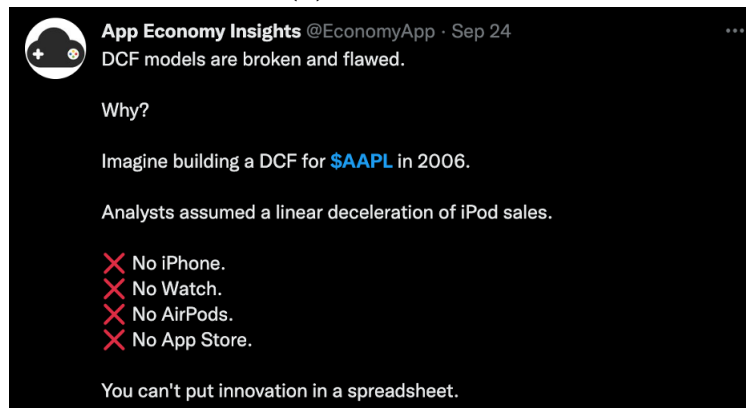 App Economy Insights @EconomyApp · Sep 24
DCF models are broken and flawed.
Why?
Imagine building a DCF for $AAPL in 2006.
Analysts assumed a linear deceleration of iPod sales.
❌ No iPhone.
❌ No Watch.
❌ No AirPods.
❌ No App Store.
You can't put innovation in a spreadsheet.